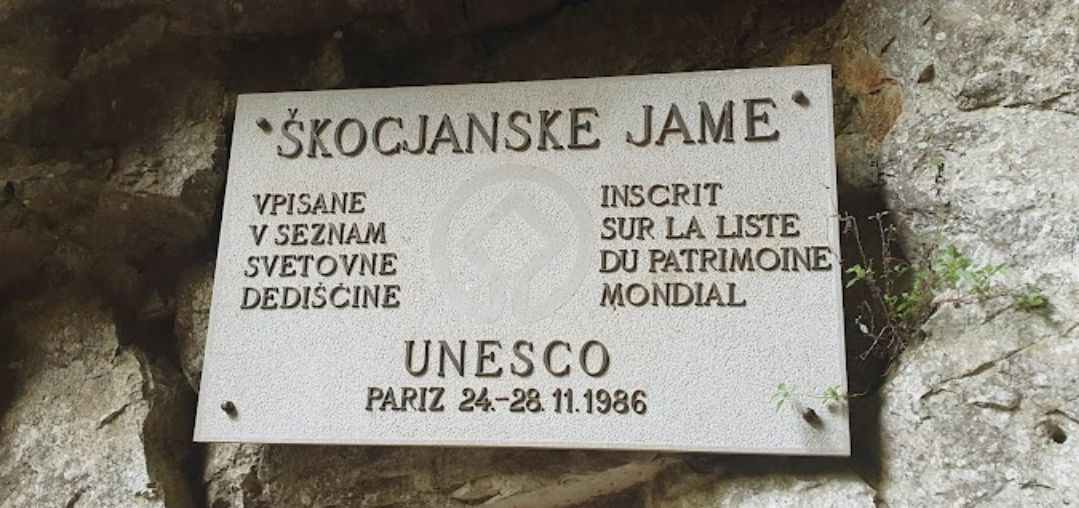 ŠKOCJANSKE JAME
VPISANE
V SEZNAM
SVETOVNE
DEDIŠČINE
INSCRIT
SUR LA LISTE
DU PATRIMOINE
MONDIAL
UNESCO
PARIZ 24.-28.11.1986